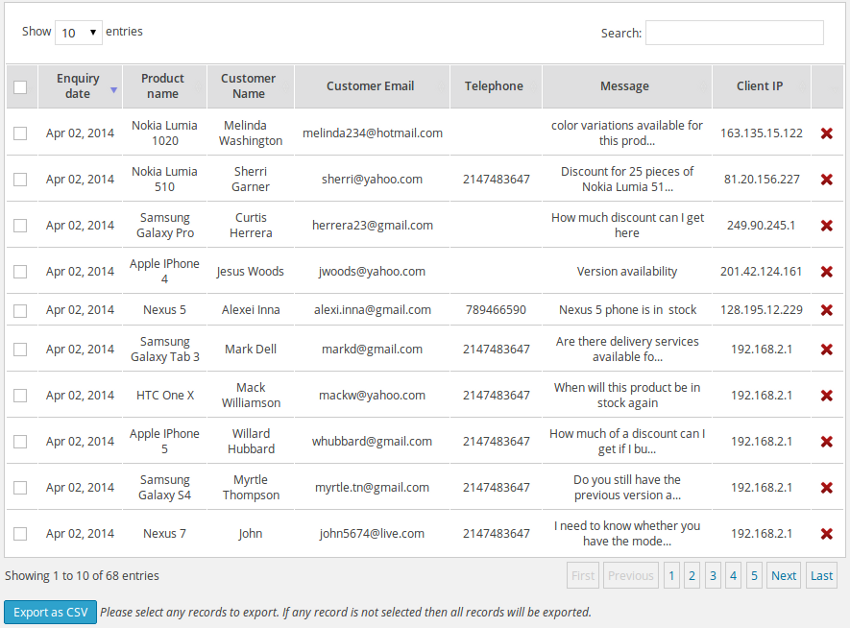 Show 10 entries Search:
Enquiry date Product name Customer Name Customer Email Telephone Message Client IP
Apr 02, 2014 Nokia Lumia 1020 Melinda Washington melinda234@hotmail.com color variations available for this prod... 163.135.15.122
Apr 02, 2014 Nokia Lumia 510 Sherri Garner sherri@yahoo.com 2147483647 Discount for 25 pieces of Nokia Lumia 51... 81.20.156.227
Apr 02, 2014 Samsung Galaxy Pro Curtis Herrera herrera23@gmail.com How much discount can I get here 249.90.245.1
Apr 02, 2014 Apple IPhone 4 Jesus Woods jwoods@yahoo.com Version availability 201.42.124.161
Apr 02, 2014 Nexus 5 Alexei Inna alexi.inna@gmail.com 789466590 Nexus 5 phone is in stock 128.195.12.229
Apr 02, 2014 Samsung Galaxy Tab 3 Mark Dell markd@gmail.com 2147483647 Are there delivery services available fo... 192.168.2.1
Apr 02, 2014 HTC One X Mack Williamson mackw@yahoo.com 2147483647 When will this product be in stock again 192.168.2.1
Apr 02, 2014 Apple IPhone 5 Willard Hubbard whubbard@gmail.com 2147483647 How much of a discount can I get if I bu... 192.168.2.1
Apr 02, 2014 Samsung Galaxy S4 Myrtle Thompson myrtle.tn@gmail.com 2147483647 Do you still have the previous version a... 192.168.2.1
Apr 02, 2014 Nexus 7 John john5674@live.com 2147483647 I need to know whether you have the mode... 192.168.2.1
Showing 1 to 10 of 68 entries First Previous 1 2 3 4 5 Next Last
Export as CSV Please select any records to export. If any record is not selected then all records will be exported.